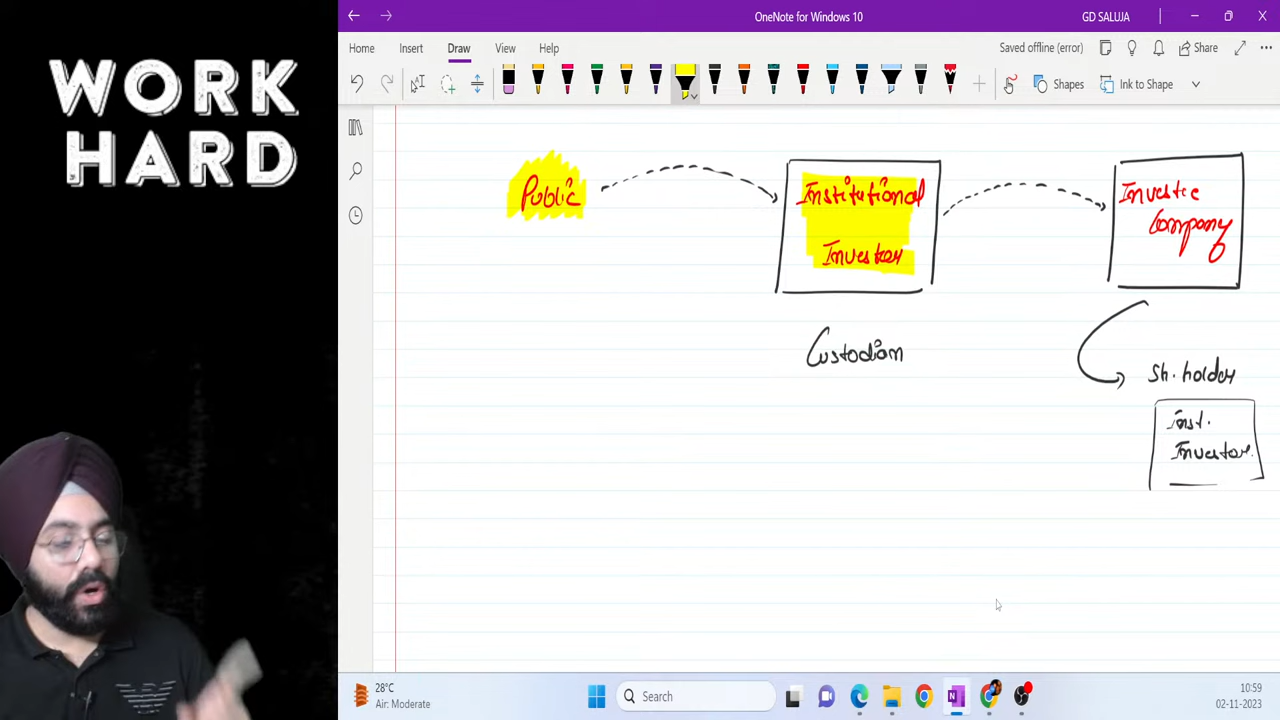 WORK
HARD
OneNote for Windows 10
GD SALUJA
Home
Insert
Draw
View
Help
Saved offline (error)
Share
Shapes
Ink to Shape
Public
Institutional
Investor
Investee
Company
Custodian
Sh. holder
Inst.
Investor.
28°C
Air: Moderate
Search
10:59
02-11-2023